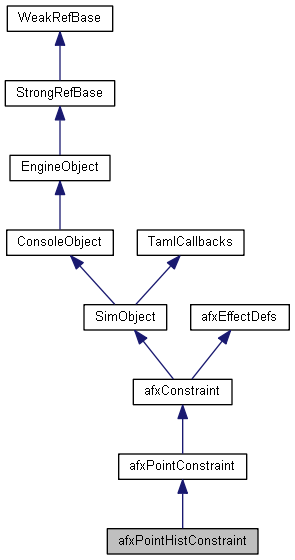 WeakRefBase
StrongRefBase
EngineObject
ConsoleObject
TamlCallbacks
SimObject
afxEffectDefs
afxConstraint
afxPointConstraint
afxPointHistConstraint